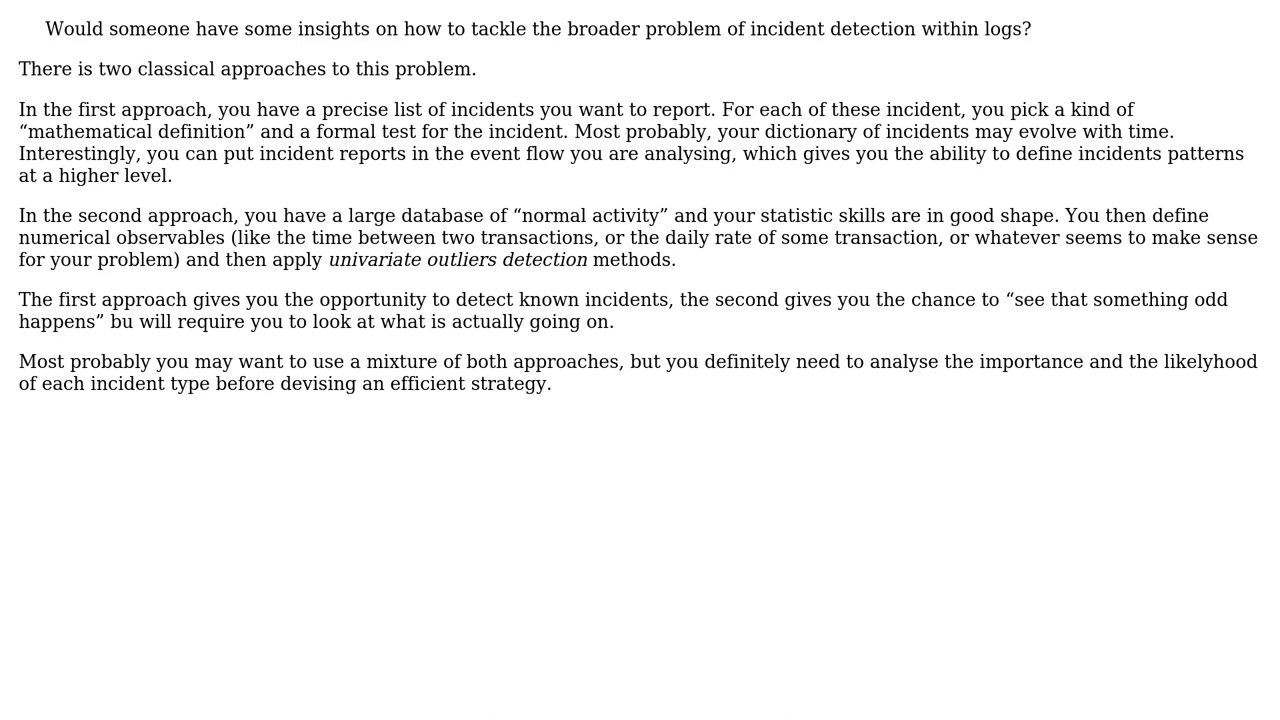 Would someone have some insights on how to tackle the broader problem of incident detection within logs?
There is two classical approaches to this problem.
In the first approach, you have a precise list of incidents you want to report. For each of these incident, you pick a kind of
“mathematical definition” and a formal test for the incident. Most probably, your dictionary of incidents may evolve with time.
Interestingly, you can put incident reports in the event flow you are analysing, which gives you the ability to define incidents patterns
at a higher level.
In the second approach, you have a large database of “normal activity” and your statistic skills are in good shape. You then define
numerical observables (like the time between two transactions, or the daily rate of some transaction, or whatever seems to make sense
for your problem) and then apply univariate outliers detection methods.
The first approach gives you the opportunity to detect known incidents, the second gives you the chance to “see that something odd
happens” bu will require you to look at what is actually going on.
Most probably you may want to use a mixture of both approaches, but you definitely need to analyse the importance and the likelyhood
of each incident type before devising an efficient strategy.